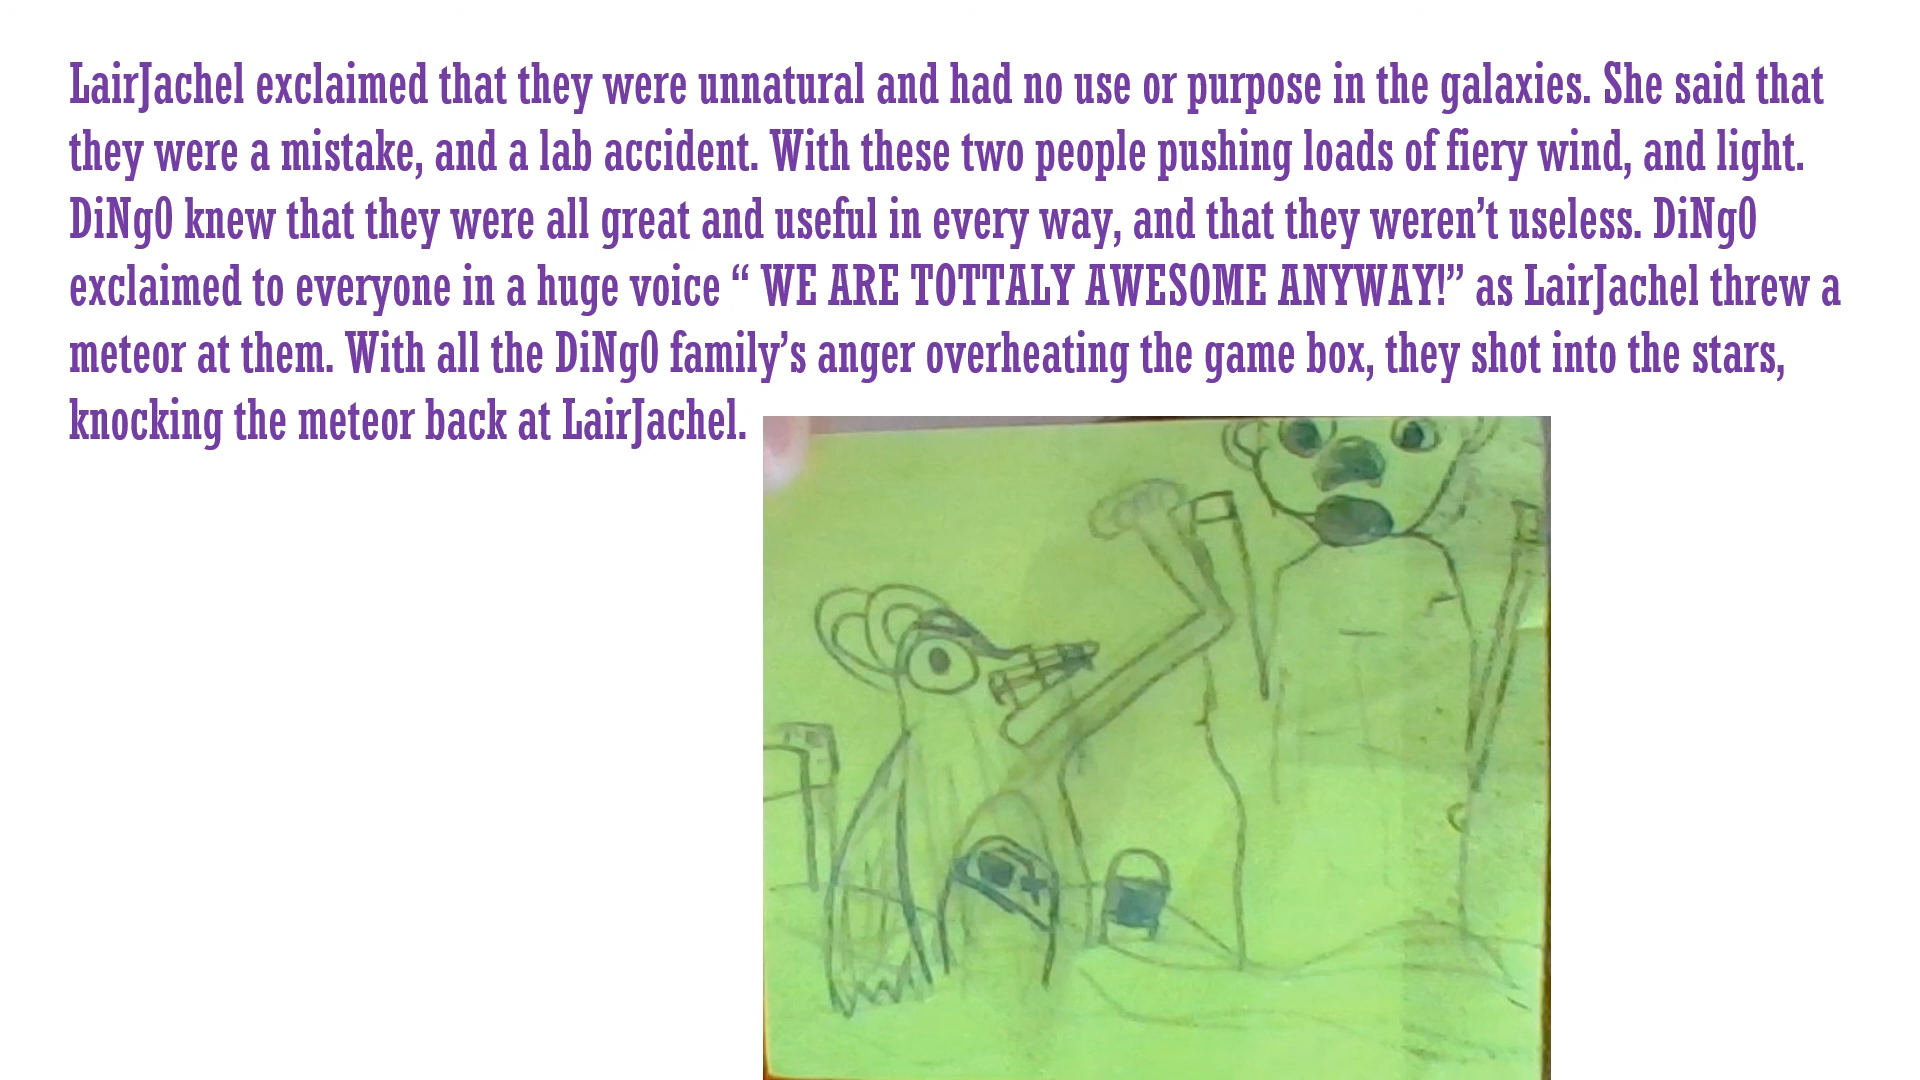 LairJachel exclaimed that they were unnatural and had no use or purpose in the galaxies. She said that
they were a mistake, and a lab accident. With these two people pushing loads of fiery wind, and light.
DiNgO knew that they were all great and useful in every way, and that they weren’t useless. DiNgO
exclaimed to everyone in a huge voice “ WE ARE TOTTALY AWESOME ANYWAY!” as LairJachel threw a
meteor at them. With all the DiNgO family’s anger overheating the game box, they shot into the stars,
knocking the meteor back at LairJachel.